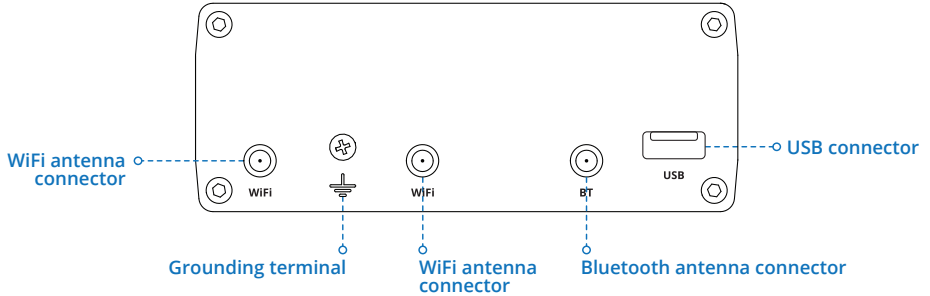 WiFi antenna
connector
WiFi
WiFi
BT
USB
USB connector
Grounding terminal
WiFi antenna
connector
Bluetooth antenna connector